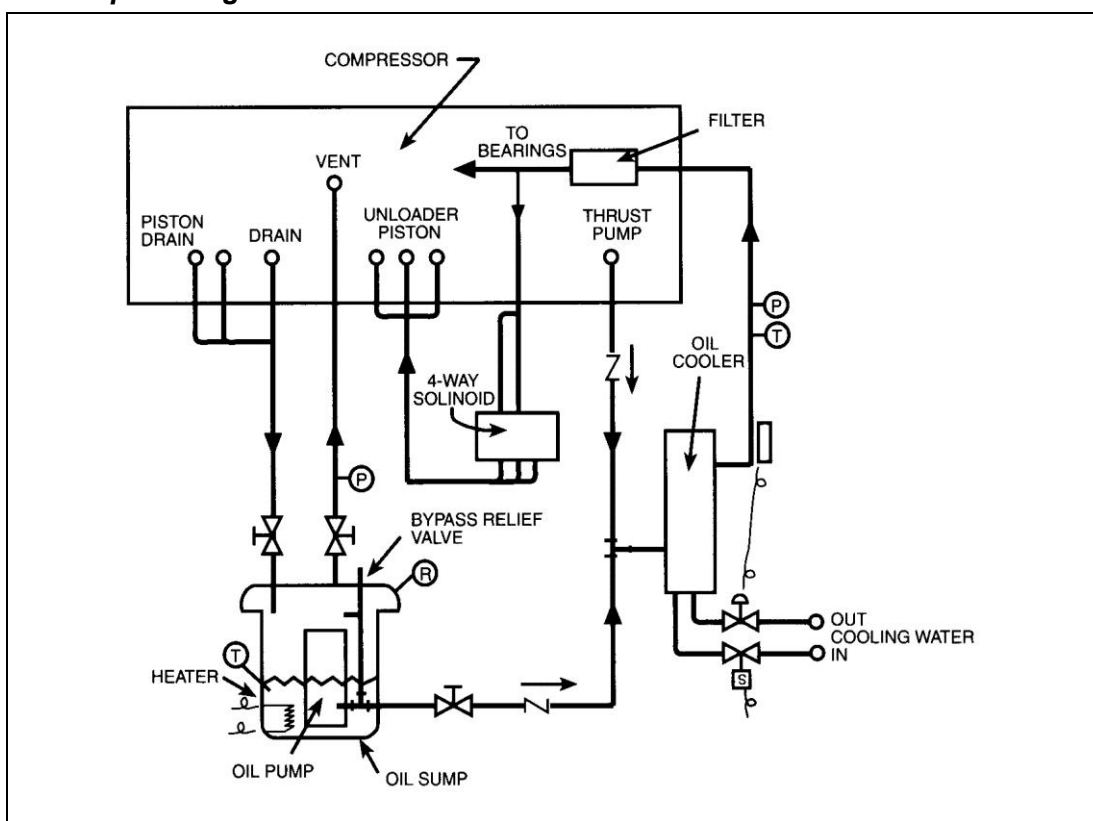 COMPRESSOR
FILTER
TO
BEARINGS
VENT
PISTON
DRAIN
DRAIN
UNLOADER
PISTON
THRUST
PUMP
P
T
OIL
COOLER
4-WAY
SOLINOID
P
BYPASS RELIEF
VALVE
R
T
HEATER
OUT
COOLING WATER
IN
S
OIL PUMP
OIL SUMP